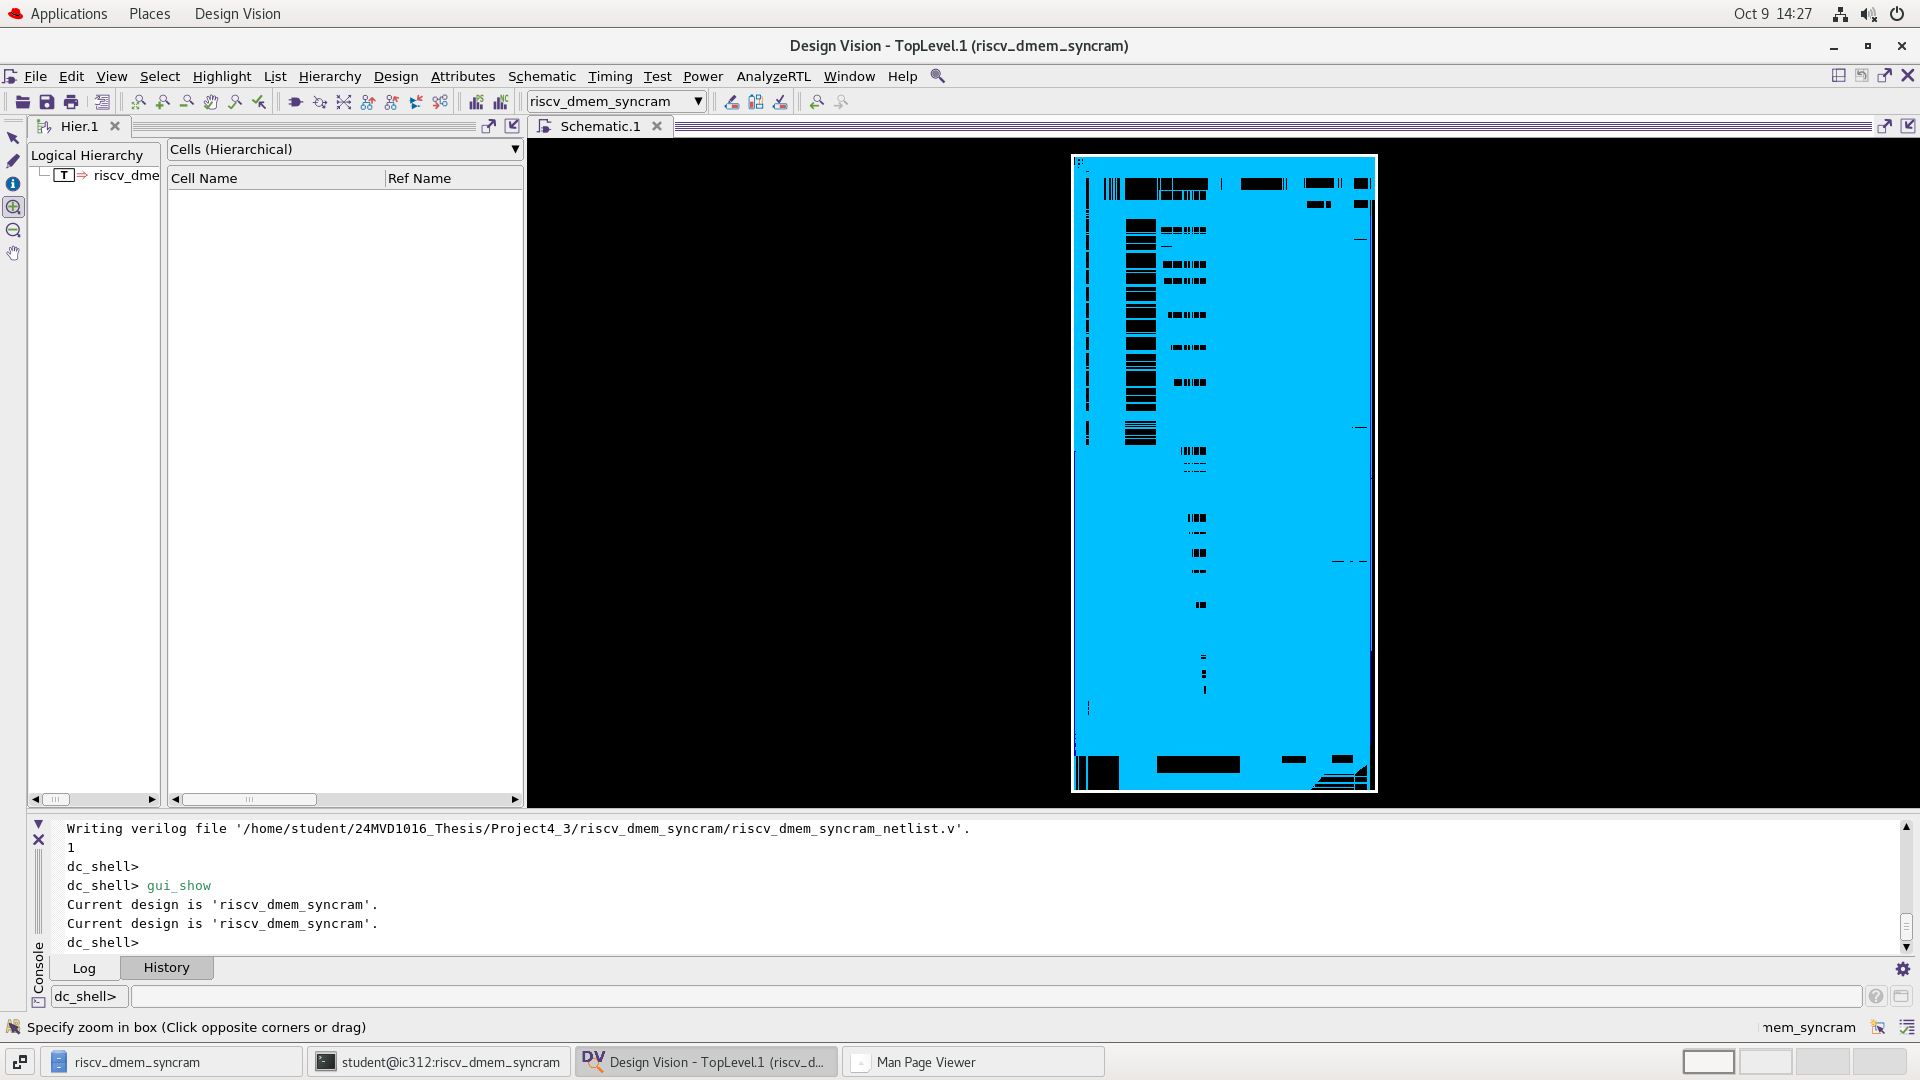 Applications Places Design Vision Oct 9 14:27
Design Vision - TopLevel.1 (riscv_dmem_syncram)
File Edit View Select Highlight List Hierarchy Design Attributes Schematic Timing Test Power AnalyzeRTL Window Help
riscv_dmem_syncram
Hier.1 Schematic.1
Logical Hierarchy
T riscv_dme
Cells (Hierarchical)
Cell Name Ref Name
Writing verilog file '/home/student/24MVD1016_Thesis/Project4_3/riscv_dmem_syncram/riscv_dmem_syncram_netlist.v'.
1
dc_shell>
dc_shell> gui_show
Current design is 'riscv_dmem_syncram'.
Current design is 'riscv_dmem_syncram'.
dc_shell>
Console
Log History
dc_shell>
Specify zoom in box (Click opposite corners or drag) mem_syncram
riscv_dmem_syncram student@ic312:riscv_dmem_syncram DV Design Vision - TopLevel.1 (riscv_d... Man Page Viewer